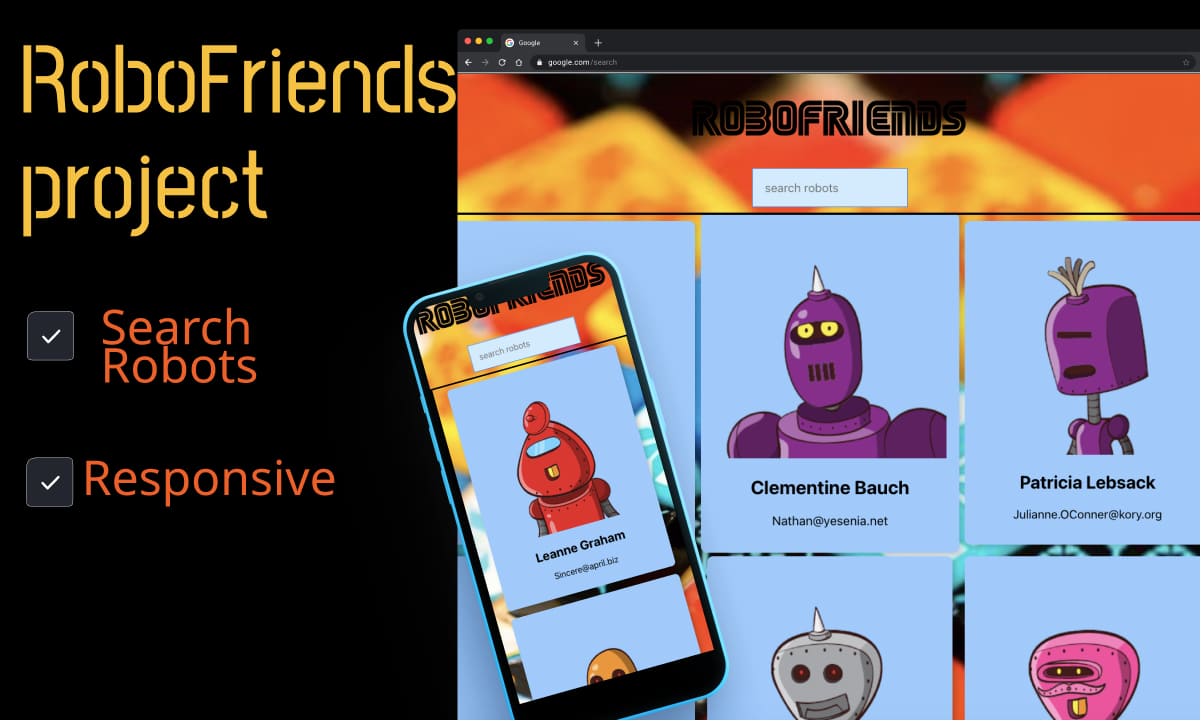 RoboFriends
project
Search
Robots
Responsive
Google
google.com/search
ROBOFRIENDS
search robots
Clementine Bauch
Nathan@yesenia.net
Patricia Lebsack
Julianne.OConner@kory.org
ROBOFRIENDS
search robots
Leanne Graham
Sincere@april.biz